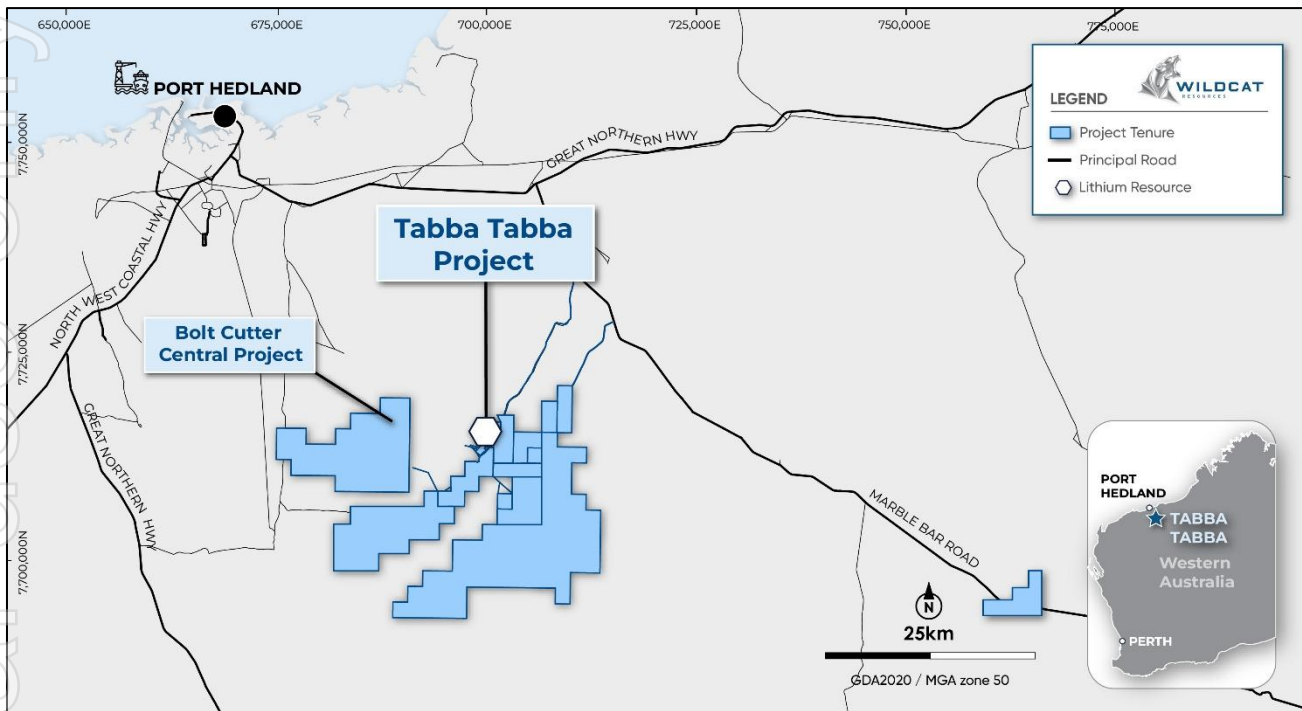 650,000E
675,000E
700,000E
725,000E
750,000E
775,000E
WILDCAT
RESOURCES
LEGEND
Project Tenure
Principal Road
Lithium Resource
PORT HEDLAND
7,750,000N
GREAT NORTHERN HWY
NORTH WEST COASTAL HWY
Tabba Tabba
Project
Bolt Cutter
Central Project
7,725,000N
GREAT NORTHERN HWY
MARBLE BAR ROAD
7,700,000N
N
25km
GDA2020 / MGA zone 50
PORT
HEDLAND
TABBA
TABBA
Western
Australia
PERTH